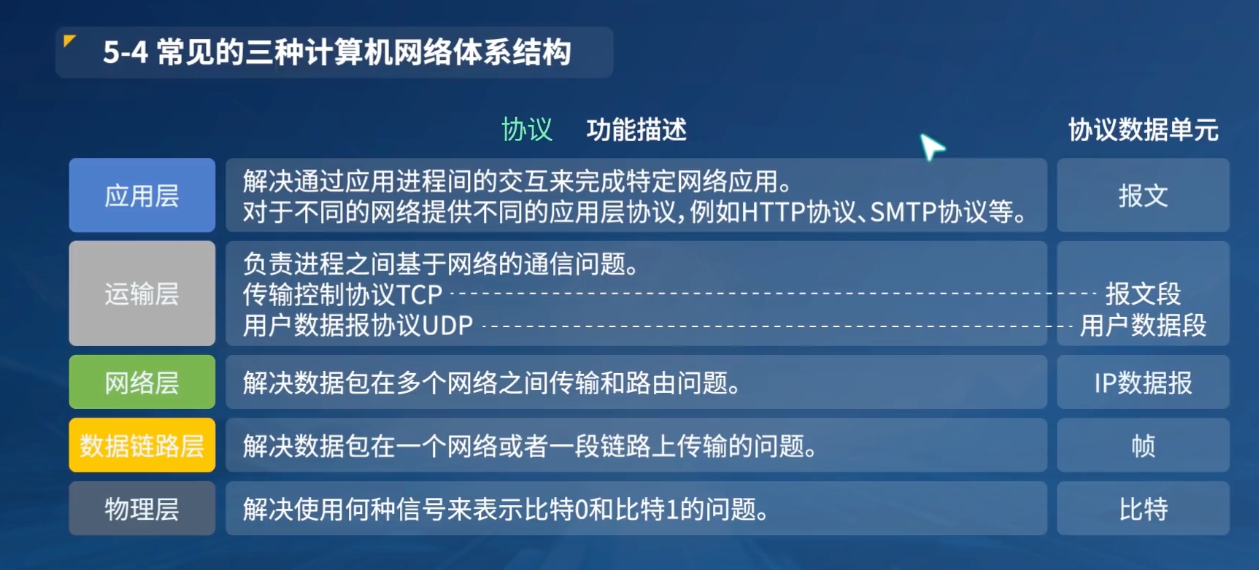 5-4 常见的三种计算机网络体系结构
协议 功能描述 协议数据单元
应用层
解决通过应用进程间的交互来完成特定网络应用。
对于不同的网络提供不同的应用层协议，例如HTTP协议、SMTP协议等。
报文
运输层
负责进程之间基于网络的通信问题。
传输控制协议TCP 报文段
用户数据报协议UDP 用户数据段
网络层
解决数据包在多个网络之间传输和路由问题。
IP数据报
数据链路层
解决数据包在一个网络或者一段链路上传输的问题。
帧
物理层
解决使用何种信号来表示比特0和比特1的问题。
比特